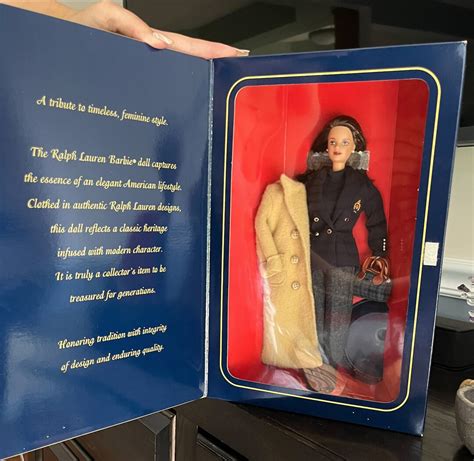 A tribute to timeless, feminine style.
The Ralph Lauren Barbie® doll captures
the essence of an elegant American lifestyle.
Clothed in authentic Ralph Lauren designs,
this doll reflects a classic heritage
infused with modern character.
It is truly a collector's item to be
treasured for generations.
Honoring tradition with integrity
of design and enduring quality.